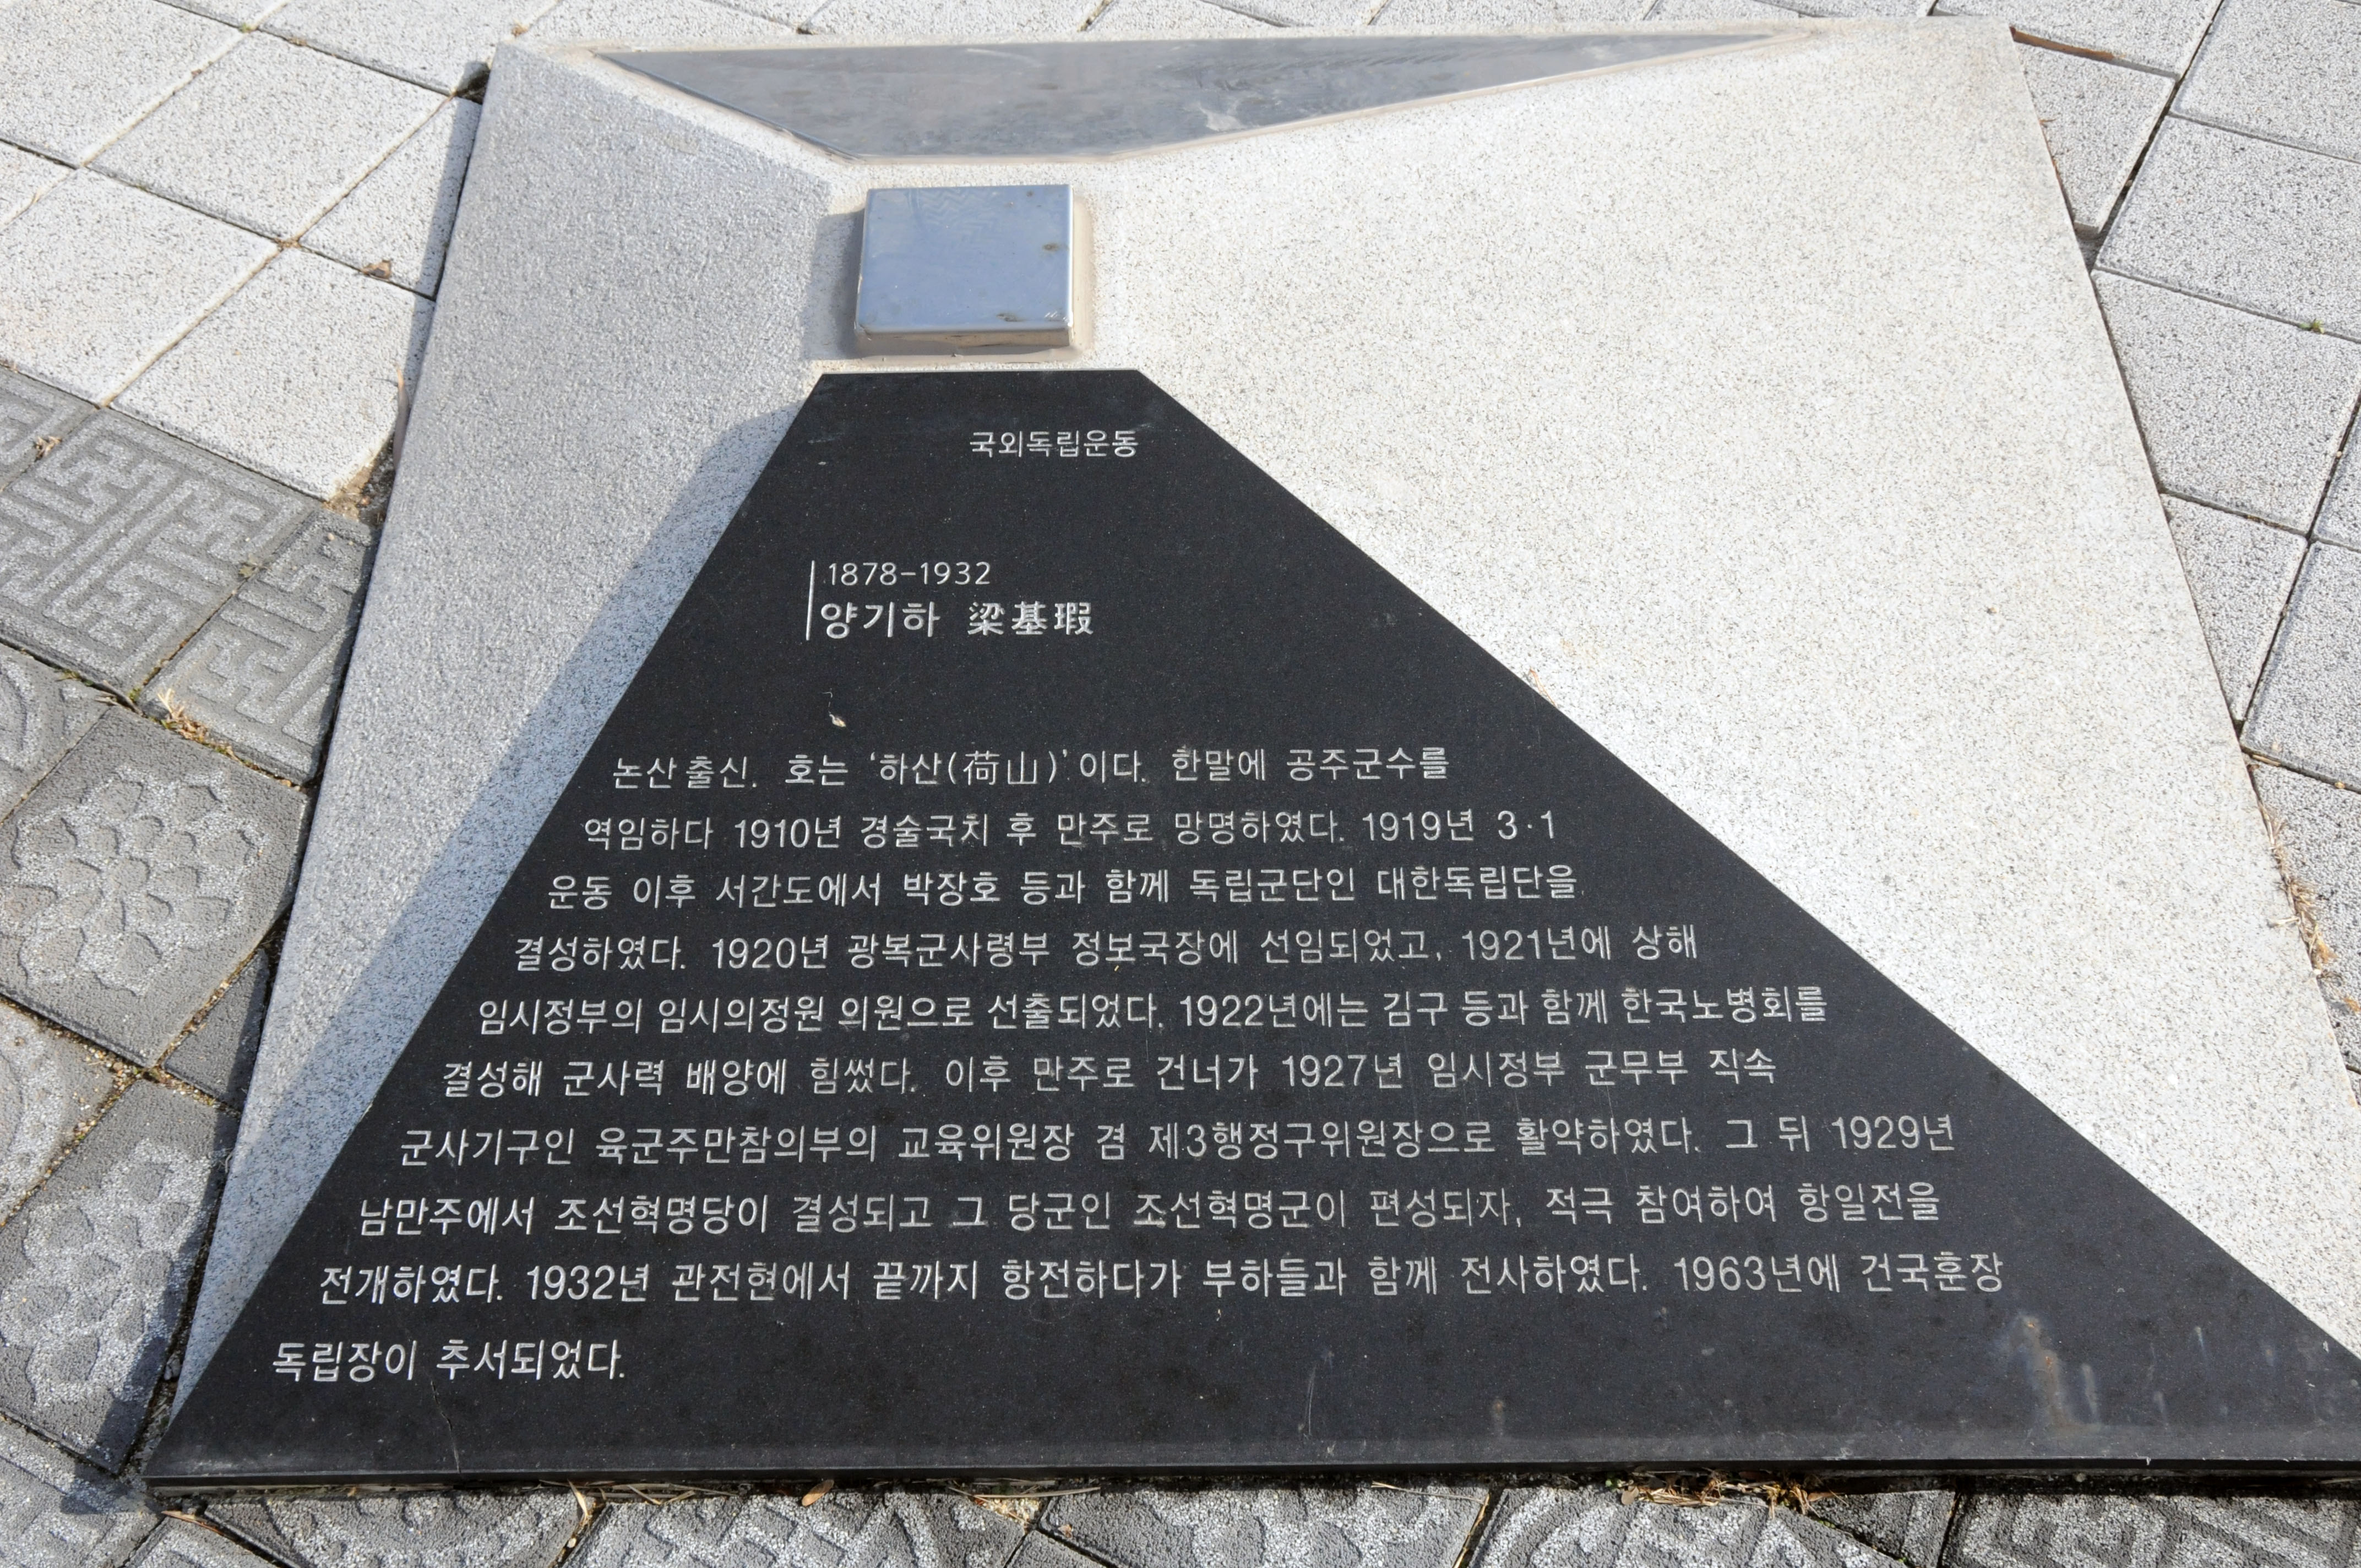 국외독립운동
1878-1932
양기하 梁基瑕
논산 출신. 호는 '하산(荷山)'이다. 한말에 공주군수를
역임하다 1910년 경술국치 후 만주로 망명하였다. 1919년 3·1
운동 이후 서간도에서 박장호 등과 함께 독립군단인 대한독립단을
결성하였다. 1920년 광복군사령부 정보국장에 선임되었고, 1921년에 상해
임시정부의 임시의정원 의원으로 선출되었다. 1922년에는 김구 등과 함께 한국노병회를
결성해 군사력 배양에 힘썼다. 이후 만주로 건너가 1927년 임시정부 군무부 직속
군사기구인 육군주만참의부의 교육위원장 겸 제3행정구위원장으로 활약하였다. 그 뒤 1929년
남만주에서 조선혁명당이 결성되고 그 당군인 조선혁명군이 편성되자, 적극 참여하여 항일전을
전개하였다. 1932년 관전현에서 끝까지 항전하다가 부하들과 함께 전사하였다. 1963년에 건국훈장
독립장이 추서되었다.